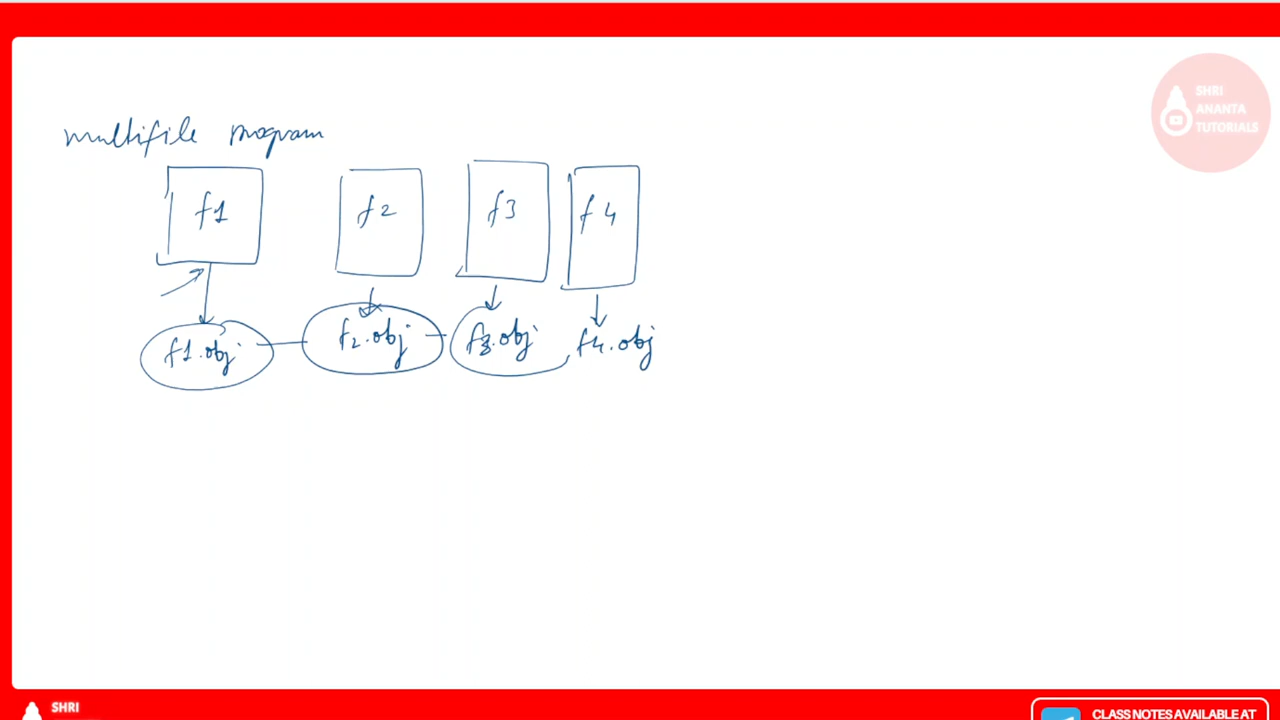 SHRI
ANANTA
TUTORIALS
multifile program
f1 f2 f3 f4
f1.obj f2.obj f3.obj f4.obj
SHRI
CLASS NOTES AVAILABLE AT